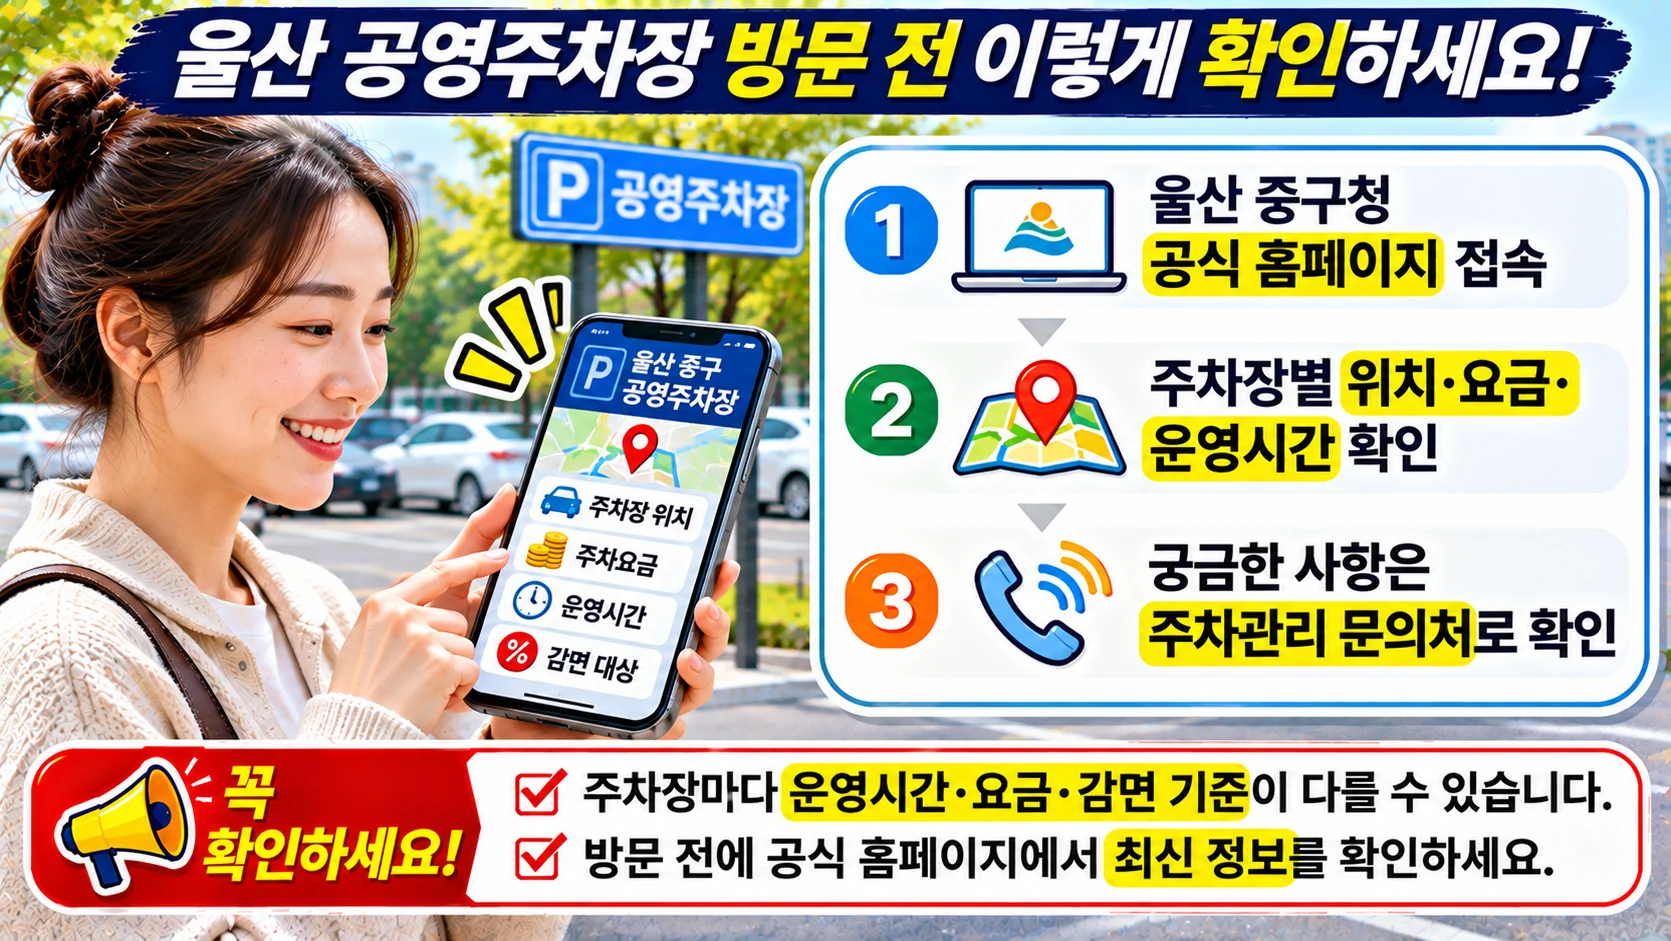 울산 공영주차장 방문 전 이렇게 확인하세요!
P 공영주차장
P 울산 중구
공영주차장
주차장 위치
주차요금
운영시간
% 감면 대상
1 울산 중구청
공식 홈페이지 접속
2 주차장별 위치·요금·
운영시간 확인
3 궁금한 사항은
주차관리 문의처로 확인
꼭
확인하세요!
주차장마다 운영시간·요금·감면 기준이 다를 수 있습니다.
방문 전에 공식 홈페이지에서 최신 정보를 확인하세요.